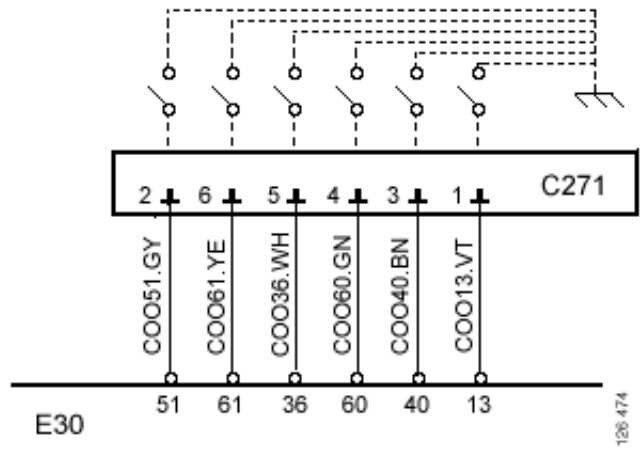 C271
2 6 5 4 3 1
COO51.GY
COO61.YE
COO36.WH
COO60.GN
COO40.BN
COO13.VT
51 61 36 60 40 13
E30
126 474